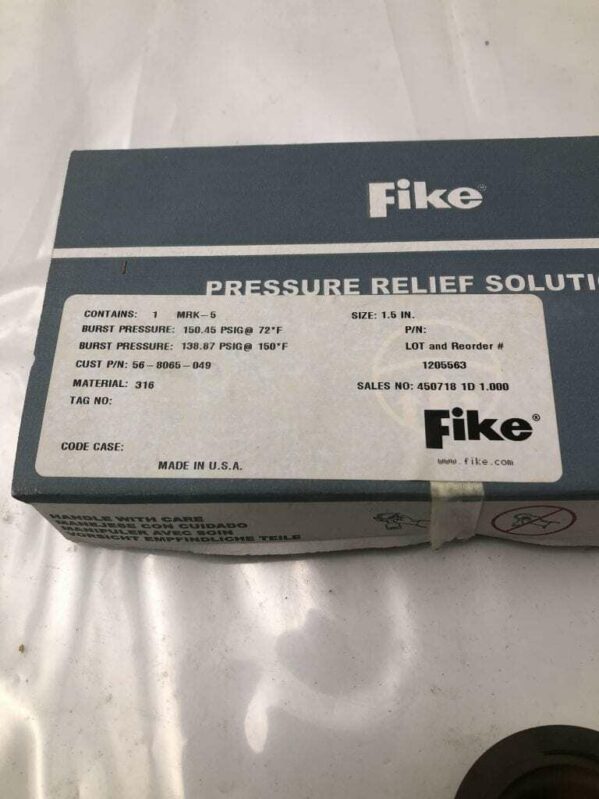 Fike®
PRESSURE RELIEF SOLUTI
CONTAINS: 1 MRK-5
BURST PRESSURE: 150.45 PSIG@ 72°F
BURST PRESSURE: 138.87 PSIG@ 150°F
CUST P/N: 56-8065-049
MATERIAL: 316
TAG NO:
CODE CASE:
MADE IN U.S.A.
SIZE: 1.5 IN.
P/N:
LOT and Reorder #
1205563
SALES NO: 450718 1D 1.000
Fike®
www.fike.com
HANDLE WITH CARE
MANEJESE CON CUIDADO
MANIPULER AVEC SOIN
VORSICHT EMPFINDLICHE TEILE